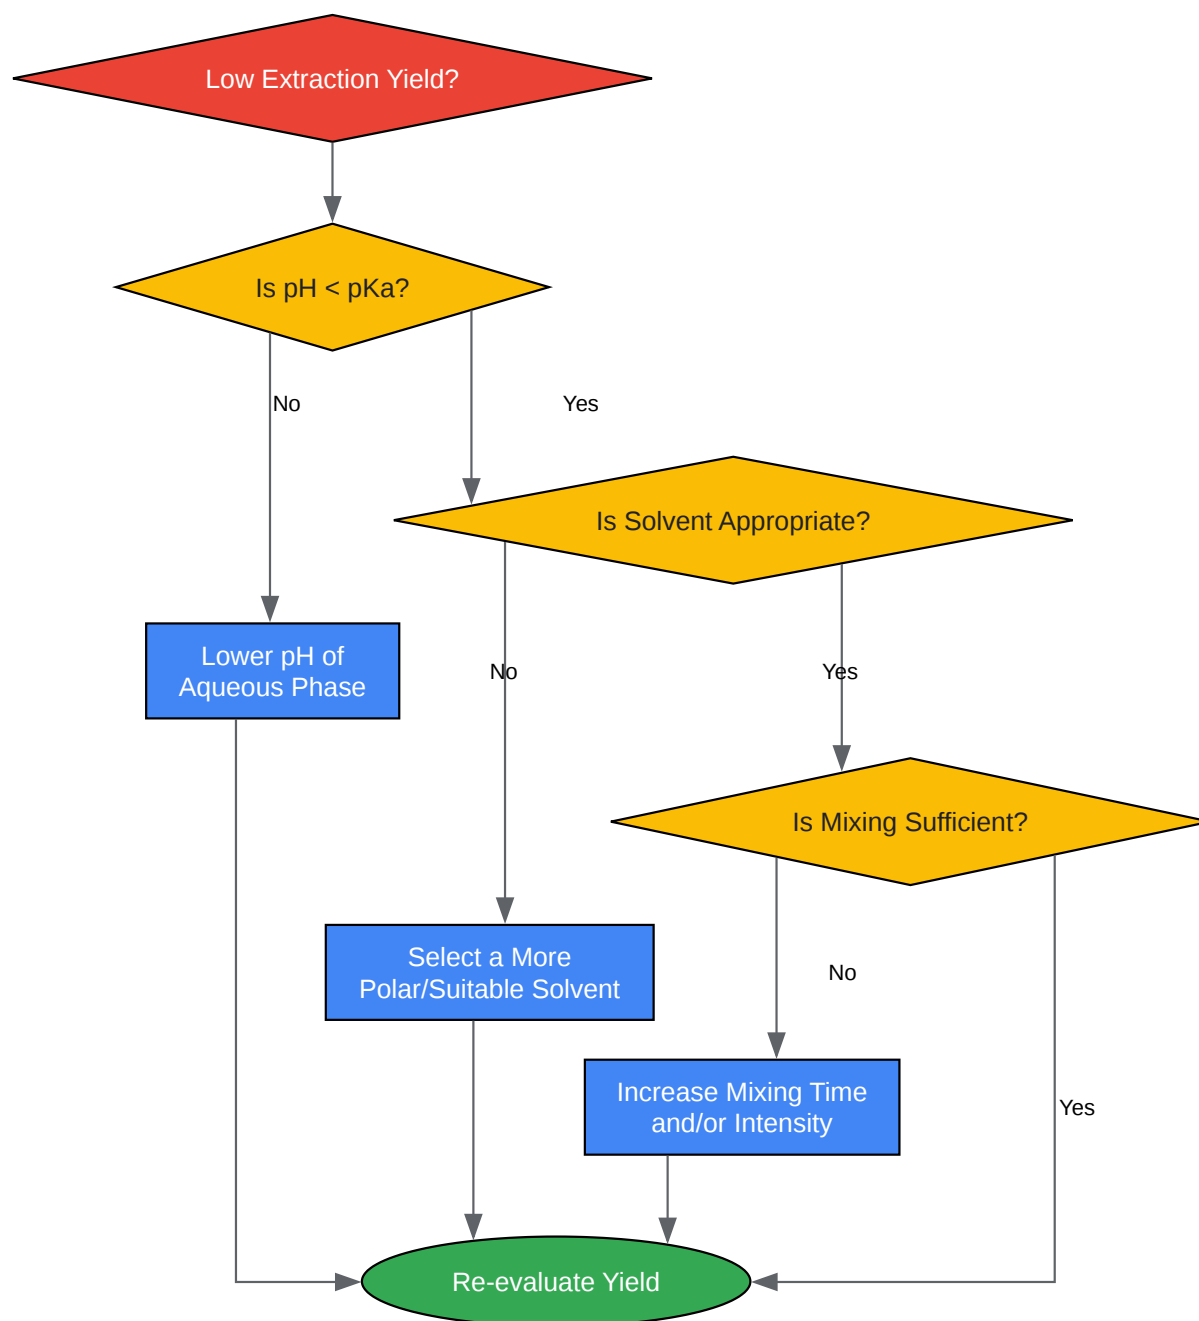 Low Extraction Yield?
Is pH < pKa?
No
Yes
Is Solvent Appropriate?
Lower pH of
Aqueous Phase
No
Yes
Is Mixing Sufficient?
Select a More
Polar/Suitable Solvent
No
Increase Mixing Time
and/or Intensity
Yes
Re-evaluate Yield